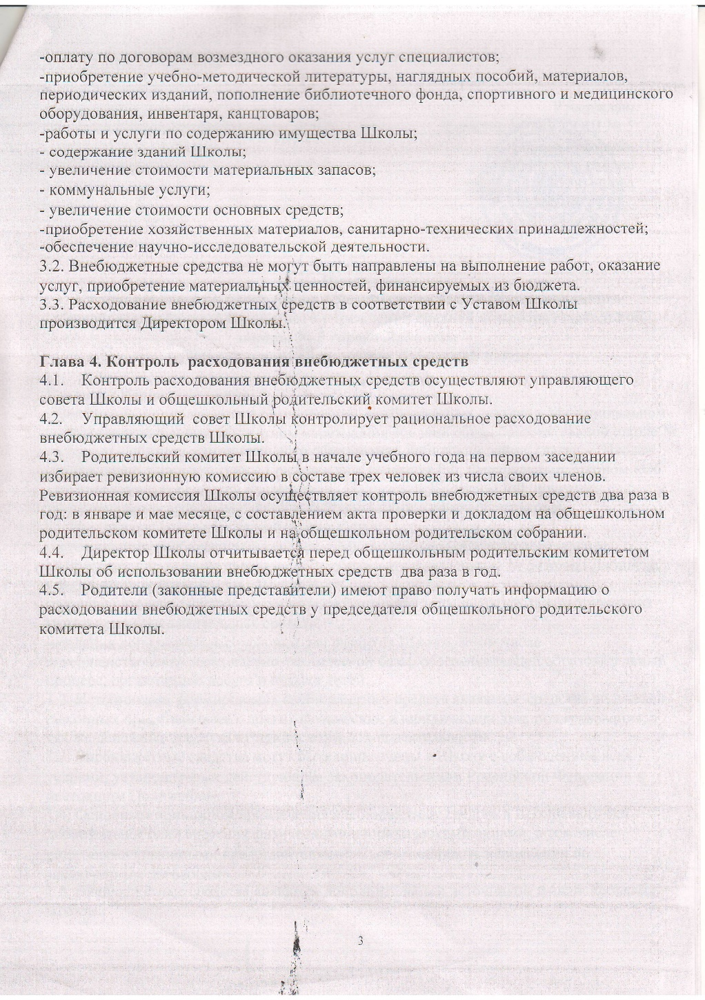 -оплату по договорам возмездного оказания услуг специалистов;
-приобретение учебно-методической литературы, наглядных пособий, материалов,
периодических изданий, пополнение библиотечного фонда, спортивного и медицинского
оборудования, инвентаря, канцтоваров;
-работы и услуги по содержанию имущества Школы;
- содержание зданий Школы;
- увеличение стоимости материальных запасов;
- коммунальные услуги;
- увеличение стоимости основных средств;
-приобретение хозяйственных материалов, санитарно-технических принадлежностей;
-обеспечение научно-исследовательской деятельности.
3.2. Внебюджетные средства не могут быть направлены на выполнение работ, оказание
услуг, приобретение материальных ценностей, финансируемых из бюджета.
3.3. Расходование внебюджетных средств в соответствии с Уставом Школы
производится Директором Школы.
Глава 4. Контроль  расходования внебюджетных средств
4.1. Контроль расходования внебюджетных средств осуществляют управляющего
совета Школы и общешкольный родительский комитет Школы.
4.2. Управляющий  совет Школы контролирует рациональное расходование
внебюджетных средств Школы.
4.3. Родительский комитет Школы в начале учебного года на первом заседании
избирает ревизионную комиссию в составе трех человек из числа своих членов.
Ревизионная комиссия Школы осуществляет контроль внебюджетных средств два раза в
год: в январе и мае месяце, с составлением акта проверки и докладом на общешкольном
родительском комитете Школы и на общешкольном родительском собрании.
4.4. Директор Школы отчитывается перед общешкольным родительским комитетом
Школы об использовании внебюджетных средств  два раза в год.
4.5. Родители (законные представители) имеют право получать информацию о
расходовании внебюджетных средств у председателя общешкольного родительского
комитета Школы.
3